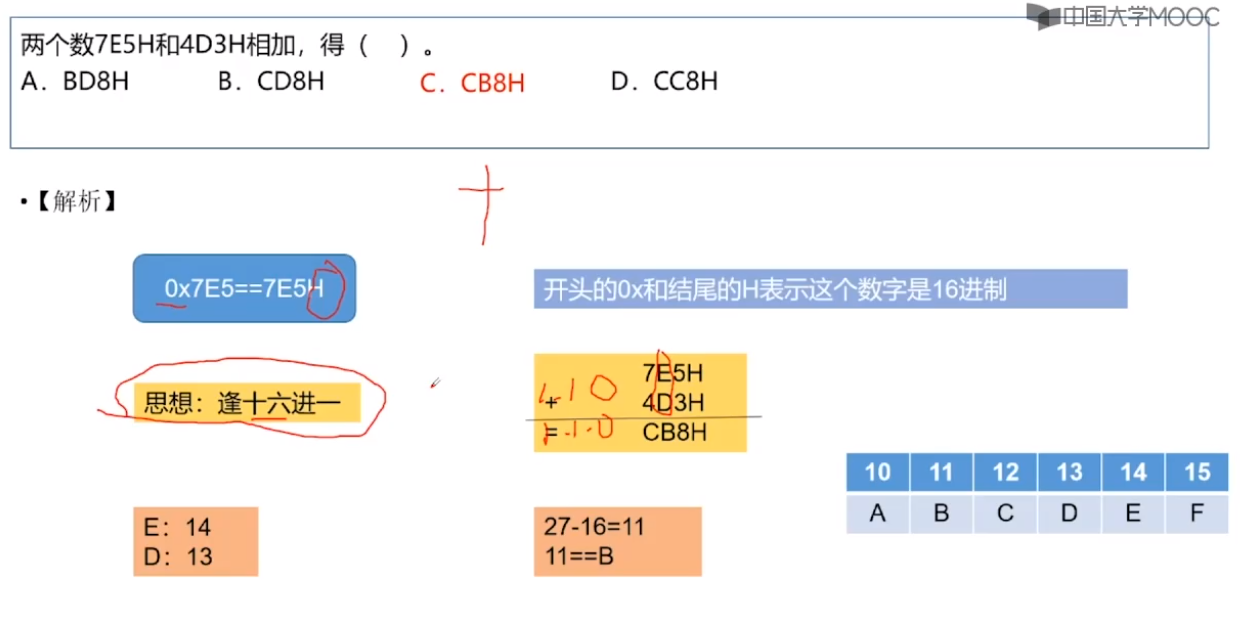 中国大学MOOC
两个数7E5H和4D3H相加，得（　）。
A．BD8H　B．CD8H　C．CB8H　D．CC8H
•【解析】
0x7E5==7E5H
开头的0x和结尾的H表示这个数字是16进制
思想：逢十六进一
7E5H
+ 4D3H
= CB8H
10 11 12 13 14 15
A B C D E F
E：14
D：13
27-16=11
11==B